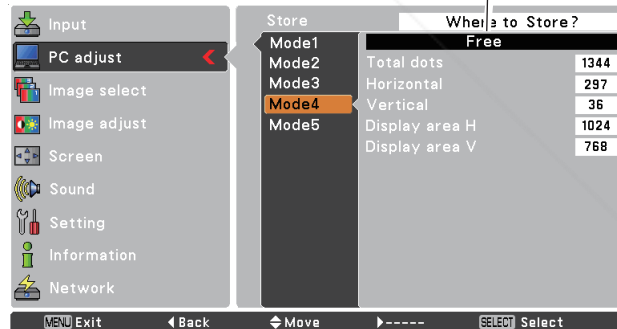 Input
PC adjust
Image select
Image adjust
Screen
Sound
Setting
Information
Network
Store
Where to Store?
Mode1
Mode2
Mode3
Mode4
Mode5
Free
Total dots 1344
Horizontal 297
Vertical 36
Display area H 1024
Display area V 768
MENU Exit Back Move ----- SELECT Select